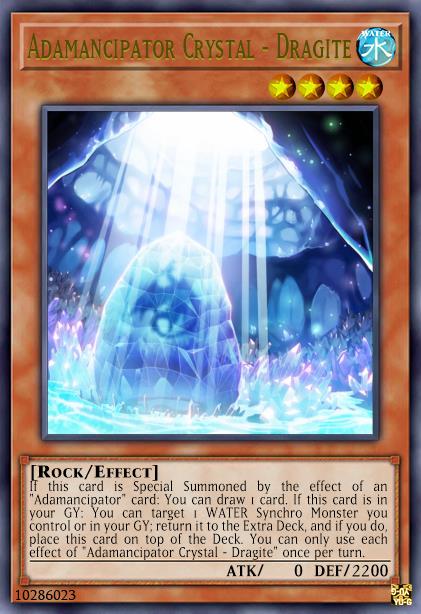 Adamancipator Crystal - Dragite
WATER
水
[Rock/Effect]
If this card is Special Summoned by the effect of an
"Adamancipator" card: You can draw 1 card. If this card is in
your GY: You can target 1 WATER Synchro Monster you
control or in your GY; return it to the Extra Deck, and if you do,
place this card on top of the Deck. You can only use each
effect of "Adamancipator Crystal - Dragite" once per turn.
ATK/ 0 DEF/2200
10286023